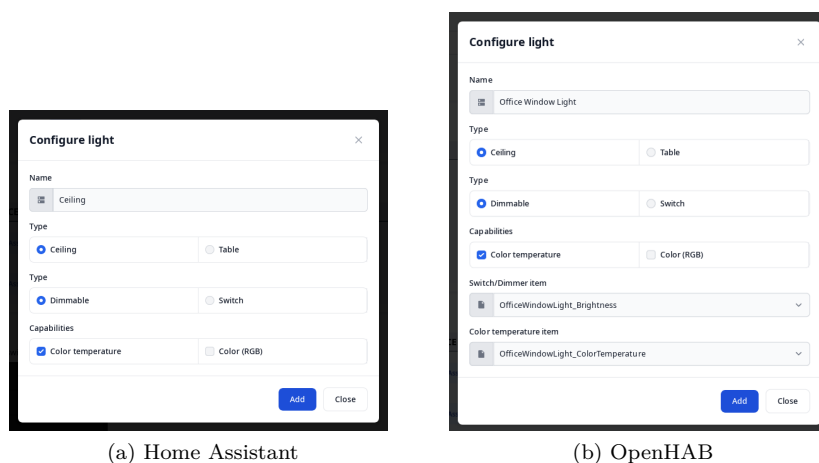 Configure light
Name
Ceiling
Type
Ceiling
Table
Type
Dimmable
Switch
Capabilities
Color temperature
Color (RGB)
Add
Close
(a) Home Assistant
Configure light
Name
Office Window Light
Type
Ceiling
Table
Type
Dimmable
Switch
Capabilities
Color temperature
Color (RGB)
Switch/Dimmer item
OfficeWindowLight_Brightness
Color temperature item
OfficeWindowLight_ColorTemperature
Add
Close
(b) OpenHAB